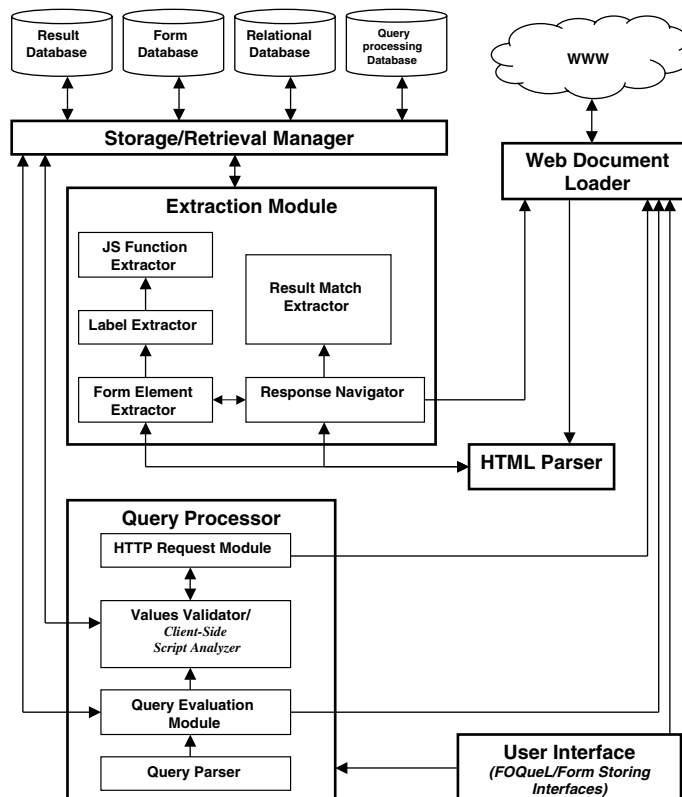 Result
Database
Form
Database
Relational
Database
Query
processing
Database
WWW
Storage/Retrieval Manager
Web Document
Loader
Extraction Module
JS Function
Extractor
Result Match
Extractor
Label Extractor
Form Element
Extractor
Response Navigator
HTML Parser
Query Processor
HTTP Request Module
Values Validator/
Client-Side
Script Analyzer
Query Evaluation
Module
Query Parser
User Interface
(FOQueL/Form Storing
Interfaces)